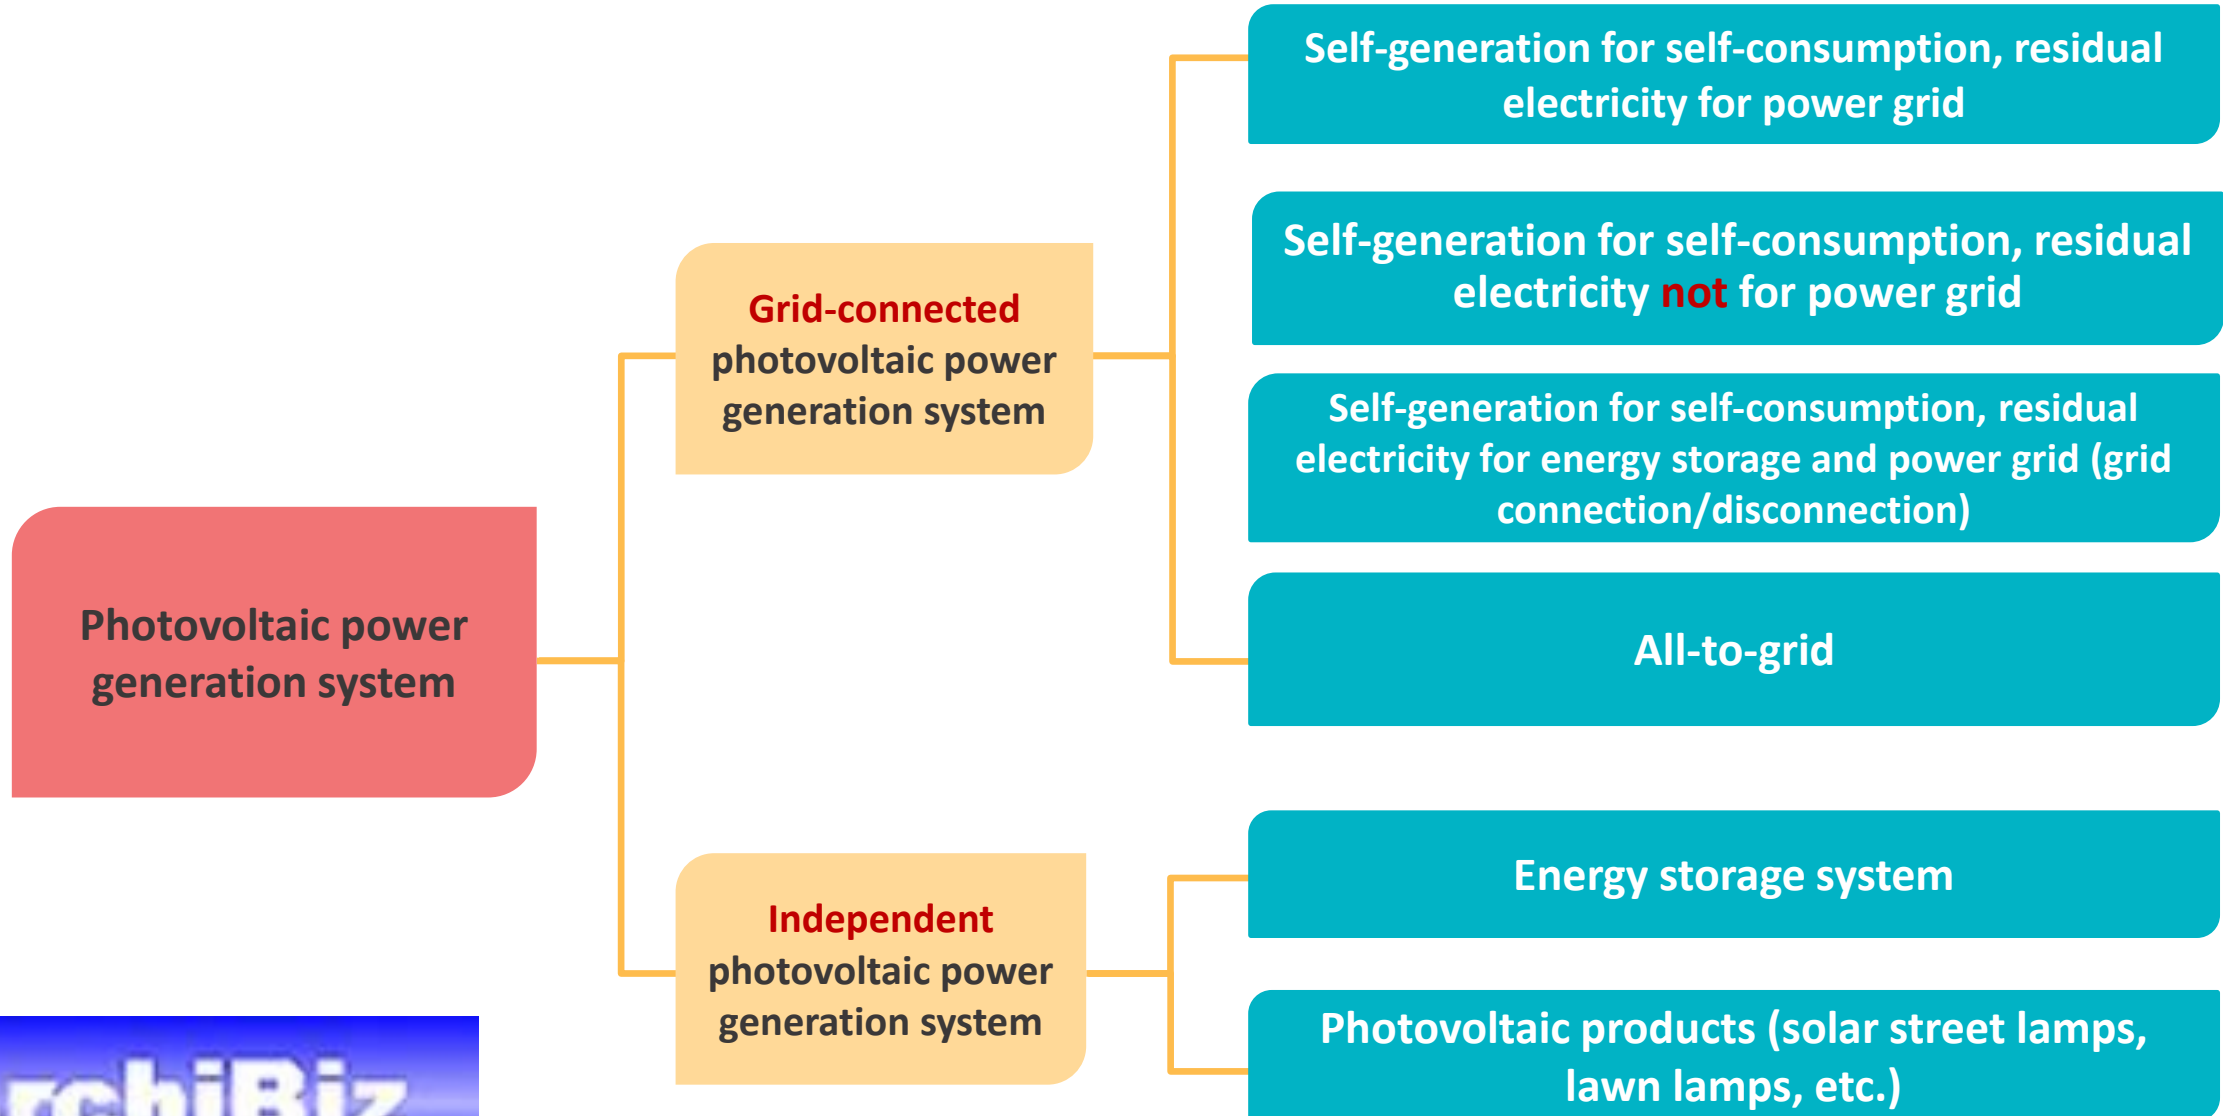 Photovoltaic power
generation system
Grid-connected
photovoltaic power
generation system
Self-generation for self-consumption, residual
electricity for power grid
Self-generation for self-consumption, residual
electricity not for power grid
Self-generation for self-consumption, residual
electricity for energy storage and power grid (grid
connection/disconnection)
All-to-grid
Independent
photovoltaic power
generation system
Energy storage system
Photovoltaic products (solar street lamps,
lawn lamps, etc.)
rchiBiz